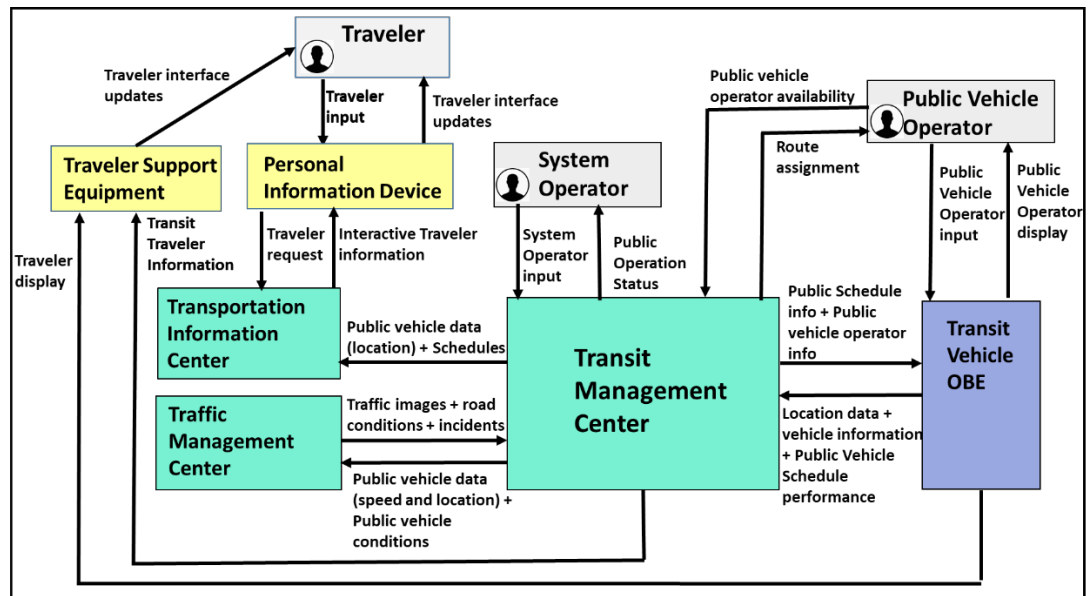 Traveler
Traveler interface
updates
Traveler
input
Traveler interface
updates
Public vehicle
operator availability
Public Vehicle
Operator
Traveler Support
Equipment
Personal
Information Device
System
Operator
Route
assignment
Public
Vehicle
Operator
input
Public
Vehicle
Operator
display
Traveler
display
Transit
Traveler
Information
Traveler
request
Interactive Traveler
information
System
Operator
input
Public
Operation
Status
Transportation
Information
Center
Public vehicle data
(location) + Schedules
Transit
Management
Center
Public Schedule
info + Public
vehicle operator
info
Transit
Vehicle
OBE
Traffic
Management
Center
Traffic images + road
conditions + incidents
Public vehicle data
(speed and location) +
Public vehicle
conditions
Location data +
vehicle information
+ Public Vehicle
Schedule
performance